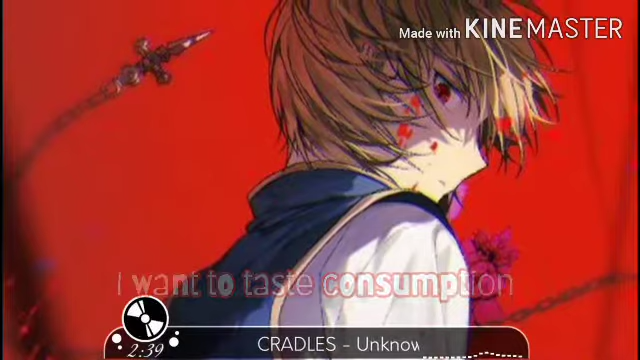 Made with KINEMASTER
I want to taste consumption
CRADLES - Unknow
2:39